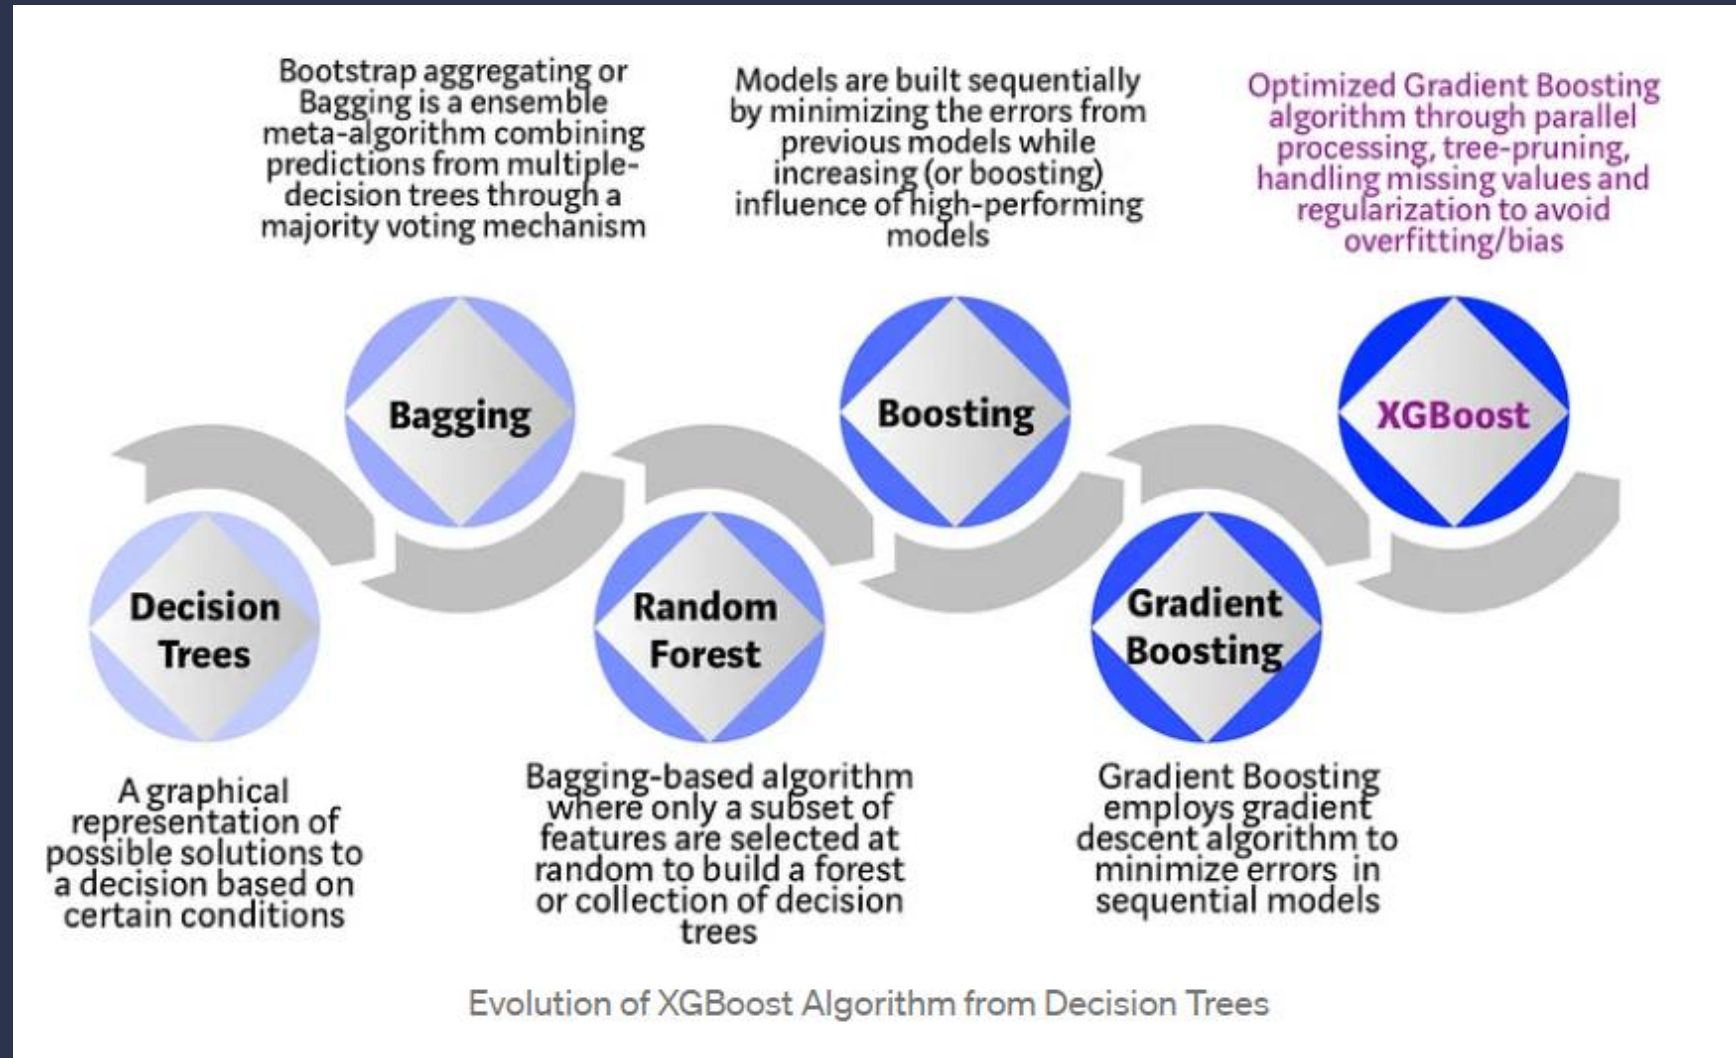 Bootstrap aggregating or
Bagging is a ensemble
meta-algorithm combining
predictions from multiple-
decision trees through a
majority voting mechanism
Models are built sequentially
by minimizing the errors from
previous models while
increasing (or boosting)
influence of high-performing
models
Optimized Gradient Boosting
algorithm through parallel
processing, tree-pruning,
handling missing values and
regularization to avoid
overfitting/bias
Bagging
Boosting
XGBoost
Decision
Trees
Random
Forest
Gradient
Boosting
A graphical
representation of
possible solutions to
a decision based on
certain conditions
Bagging-based algorithm
where only a subset of
features are selected at
random to build a forest
or collection of decision
trees
Gradient Boosting
employs gradient
descent algorithm to
minimize errors in
sequential models
Evolution of XGBoost Algorithm from Decision Trees